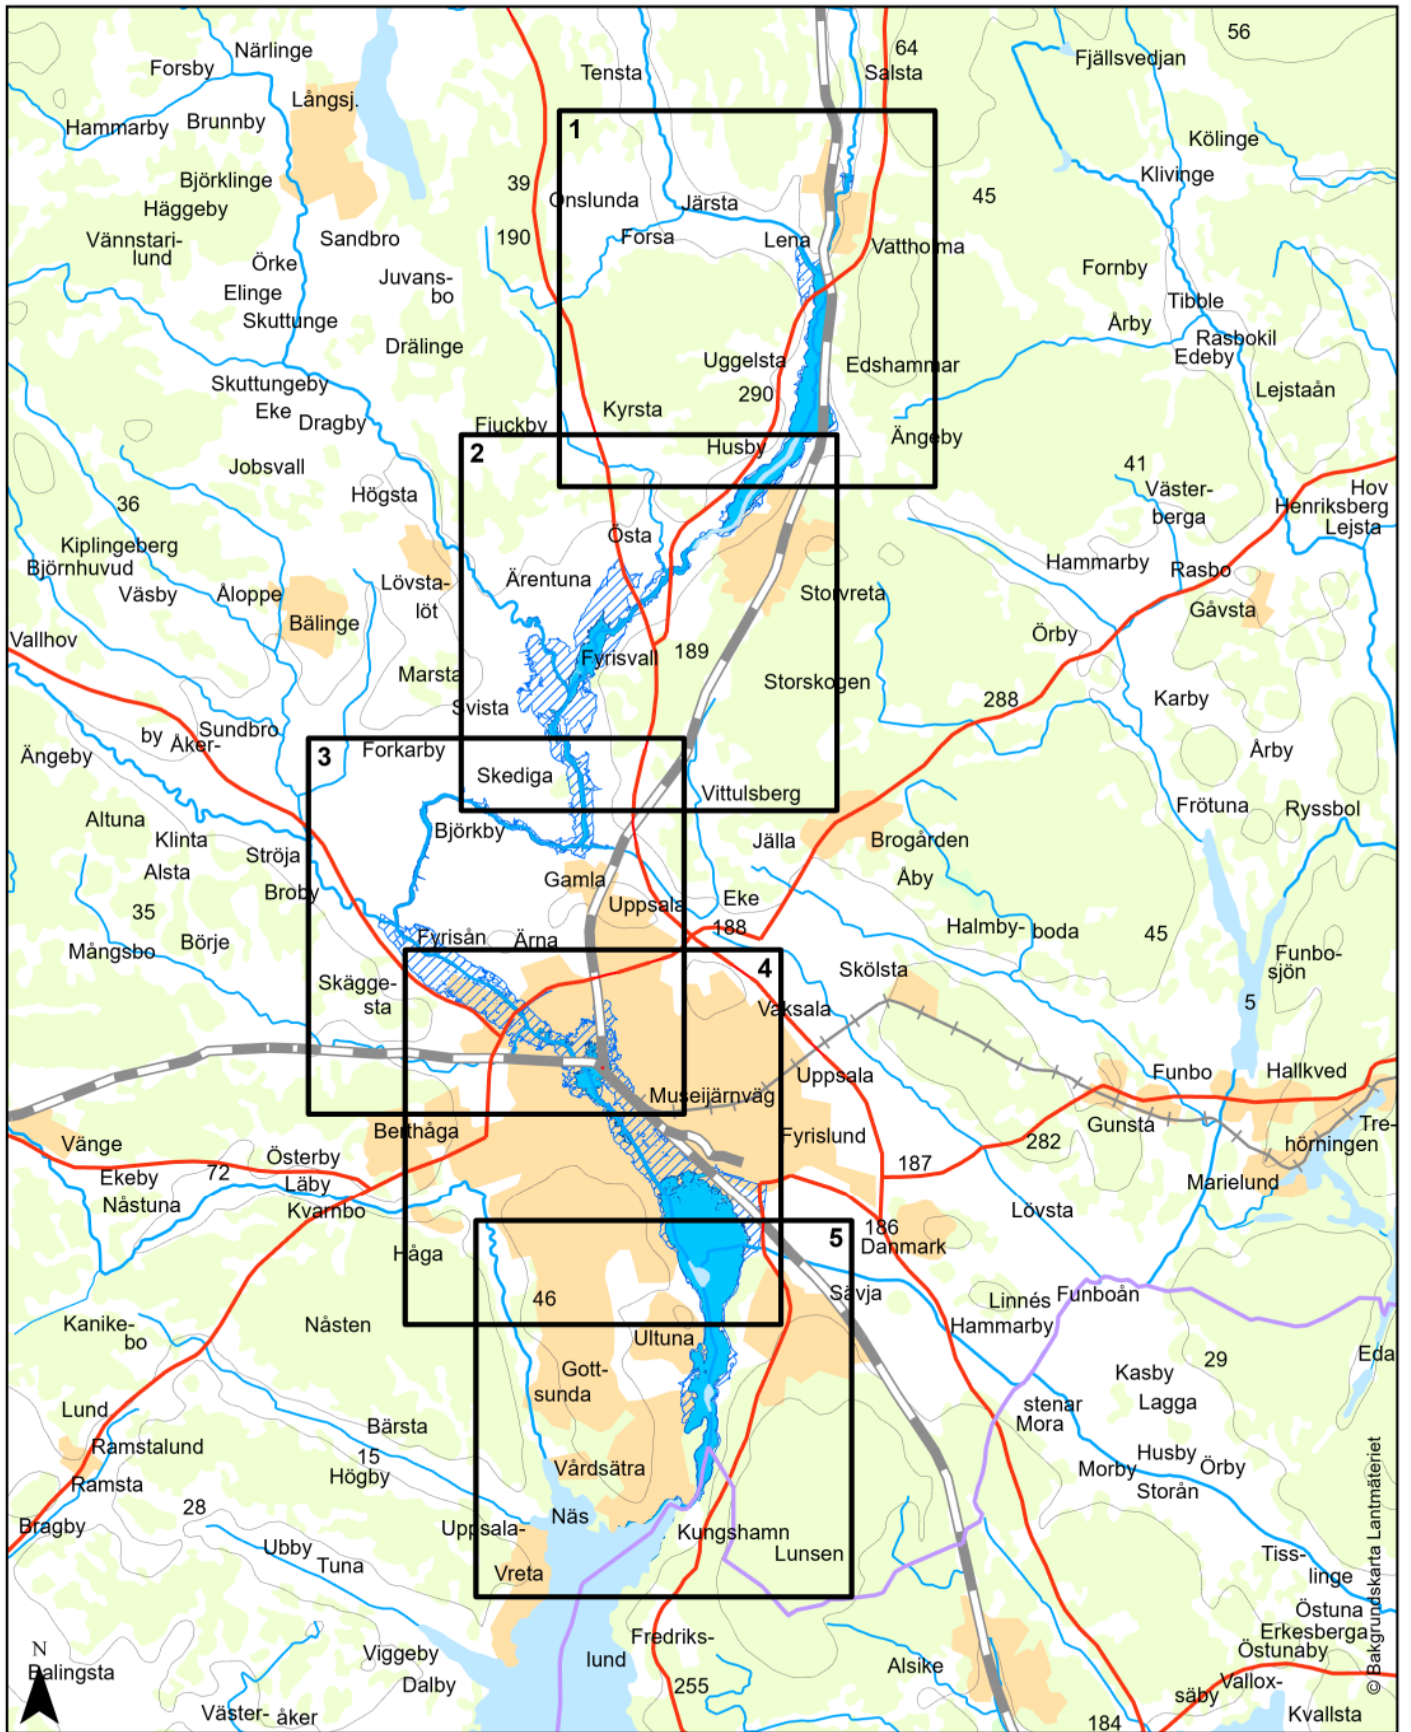 56
Närlinge
64
Fjällsvedjan
Forsby
Tensta
Salsta
Långsj.
1
Hammarby
Brunnby
Kölinge
Klivinge
Björklinge
39
Onslunda
Järsta
45
Häggeby
Vännstari-
lund
Sandbro
190
Forsa
Lena
Vattholma
Örke
Juvans-
bo
Fornby
Elinge
Tibble
Skuttunge
Årby
Rasbokil
Drälinge
Edeby
Uggelsta
Edshammar
Skuttungeby
290
Lejstaån
Eke
Dragby
Kyrsta
Fiuckby
Ängeby
2
Husby
Jobsvall
41
Högsta
Väster-
berga
Hov
Henriksberg
Lejsta
36
Östa
Kiplingeberg
Björnhuvud
Hammarby
Rasbo
Väsby
Åloppe
Lövsta-
löt
Ärentuna
Storvreta
Gåvsta
Bälinge
Vallhov
Örby
Fyrisvall
189
Marsta
Storskogen
Karby
Svista
288
Sundbro
by
Åker-
Ängeby
3
Forkarby
Årby
Skediga
Vittulsberg
Frötuna
Ryssbol
Altuna
Björkby
Klinta
Jälla
Brogården
Ströja
Alsta
Gamla
Åby
Broby
Uppsala
Eke
35
188
Halmby-
boda
45
Mångsbo
Börje
Fyrisån
Ärna
4
Funbo-
sjön
Skägge-
sta
Skölsta
Vaksala
5
Museijärnväg
Uppsala
Funbo
Hallkved
Berthåga
Fyrislund
Gunsta
Tre-
hörningen
Vänge
282
Österby
187
Ekeby
72
Läby
Marielund
Nåstuna
Kvarnbo
Lövsta
186
5
Danmark
Håga
Sävja
46
Linnés
Hammarby
Funboån
Kanike-
bo
Nåsten
Ultuna
Eda
Gott-
sunda
29
Kasby
Lund
stenar
Mora
Lagga
Bärsta
Ramstalund
15
Högby
Husby
Örby
Vårdsätra
Morby
Ramsta
Storån
28
Näs
Bragby
Uppsala-
Kungshamn
Ubby
Lunsen
Tuna
Vreta
Tiss-
linge
Östuna
Erkesberga
N
Fredriks-
lund
Östunaby
Balingsta
Viggeby
Alsike
Dalby
255
Vallox-
säby
Väster-
åker
184
Kvallsta
© Bakgrundskarta Lantmäteriet